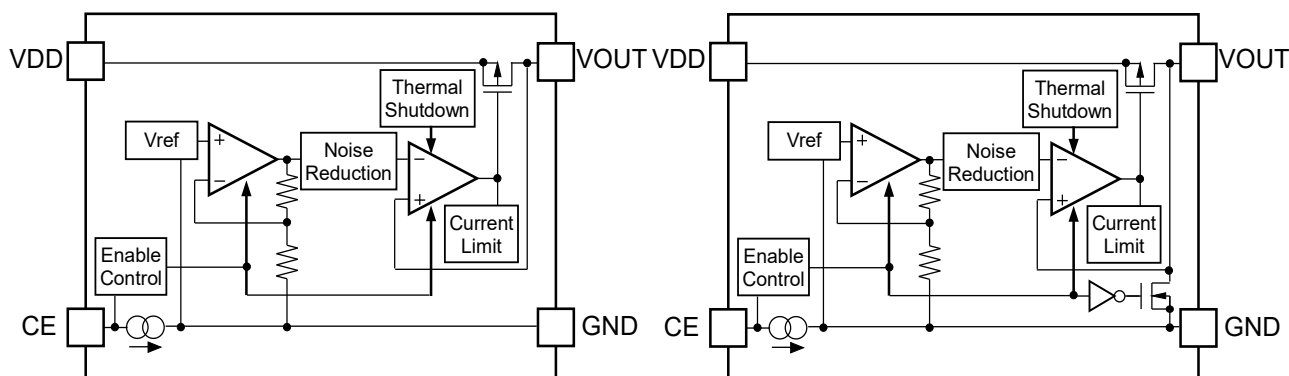 VDD
VOUT
Thermal
Shutdown
Vref
+
−
Noise
Reduction
−
+
Current
Limit
Enable
Control
CE
GND
VDD
VOUT
Thermal
Shutdown
Vref
+
−
Noise
Reduction
−
+
Current
Limit
Enable
Control
CE
GND